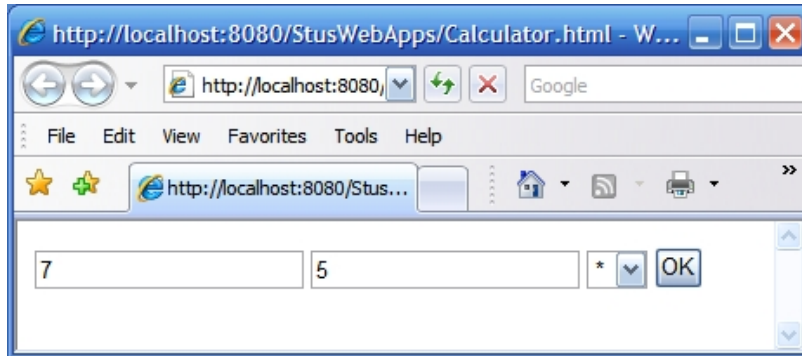 http://localhost:8080/StusWebApps/Calculator.html - W...
http://localhost:8080/ Google
File Edit View Favorites Tools Help
http://localhost:8080/Stus... »
7 5 * OK